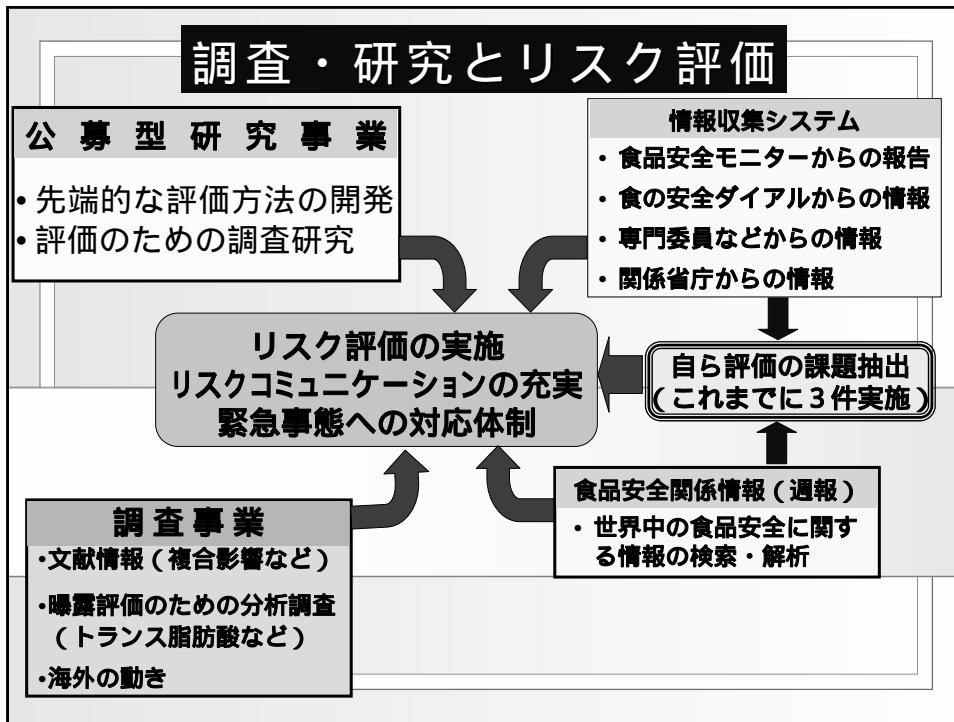 調査・研究とリスク評価
公募型研究事業
• 先端的な評価方法の開発
• 評価のための調査研究
情報収集システム
• 食品安全モニターからの報告
• 食の安全ダイアルからの情報
• 専門委員などからの情報
• 関係省庁からの情報
リスク評価の実施
リスクコミュニケーションの充実
緊急事態への対応体制
自ら評価の課題抽出
（これまでに３件実施）
食品安全関係情報（週報）
• 世界中の食品安全に関す
る情報の検索・解析
調査事業
•文献情報（複合影響など）
•曝露評価のための分析調査
（トランス脂肪酸など）
•海外の動き